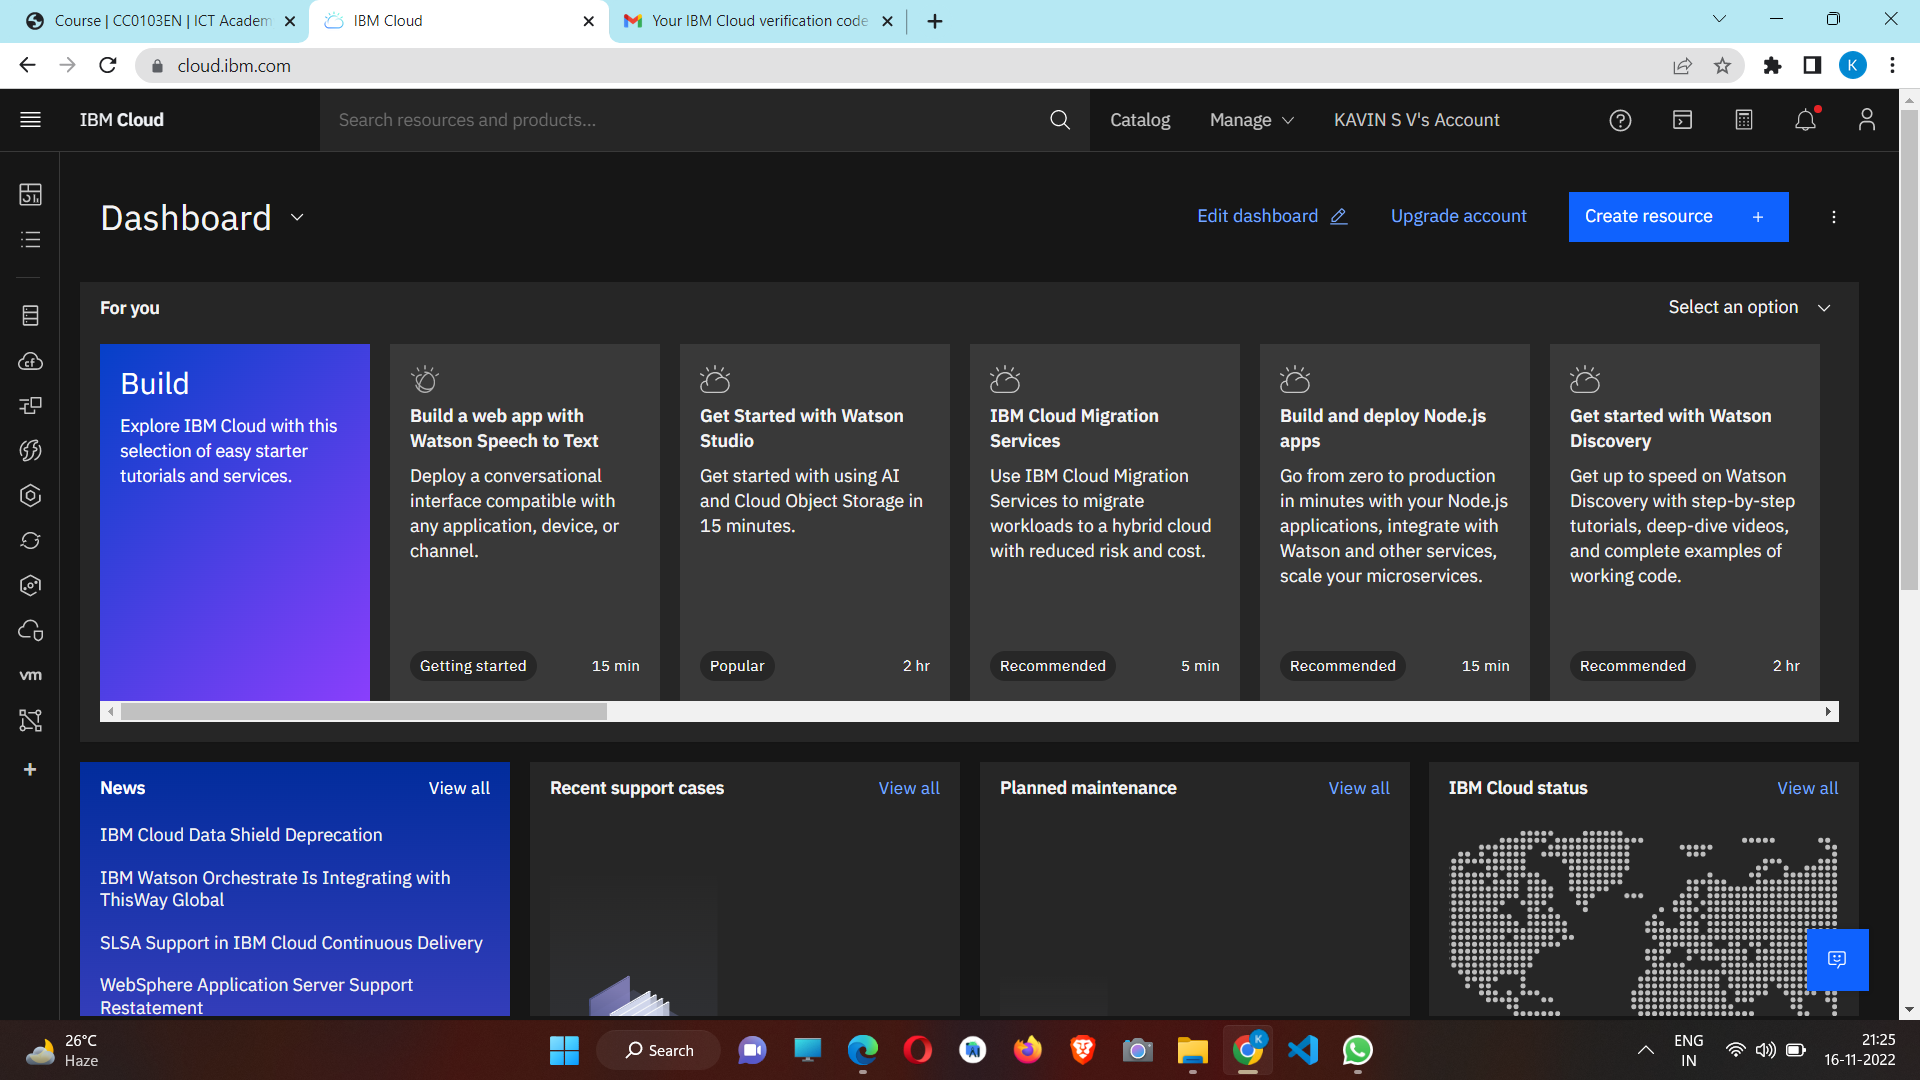 Course | CC0103EN | ICT Academ
IBM Cloud
Your IBM Cloud verification code
K
cloud.ibm.com
IBM Cloud
Search resources and products...
Catalog
Manage
KAVIN S V's Account
Dashboard
Edit dashboard
Upgrade account
Create resource +
For you
Select an option
Build
Explore IBM Cloud with this
selection of easy starter
tutorials and services.
Build a web app with
Watson Speech to Text
Deploy a conversational
interface compatible with
any application, device, or
channel.
Getting started
15 min
Get Started with Watson
Studio
Get started with using AI
and Cloud Object Storage in
15 minutes.
Popular
2 hr
IBM Cloud Migration
Services
Use IBM Cloud Migration
Services to migrate
workloads to a hybrid cloud
with reduced risk and cost.
Recommended
5 min
Build and deploy Node.js
apps
Go from zero to production
in minutes with your Node.js
applications, integrate with
Watson and other services,
scale your microservices.
Recommended
15 min
Get started with Watson
Discovery
Get up to speed on Watson
Discovery with step-by-step
tutorials, deep-dive videos,
and complete examples of
working code.
Recommended
2 hr
cf
vm
News
View all
IBM Cloud Data Shield Deprecation
IBM Watson Orchestrate Is Integrating with
ThisWay Global
SLSA Support in IBM Cloud Continuous Delivery
WebSphere Application Server Support
Restatement
Recent support cases
View all
Planned maintenance
View all
IBM Cloud status
View all
26°C
Haze
Search
K
ENG
IN
21:25
16-11-2022